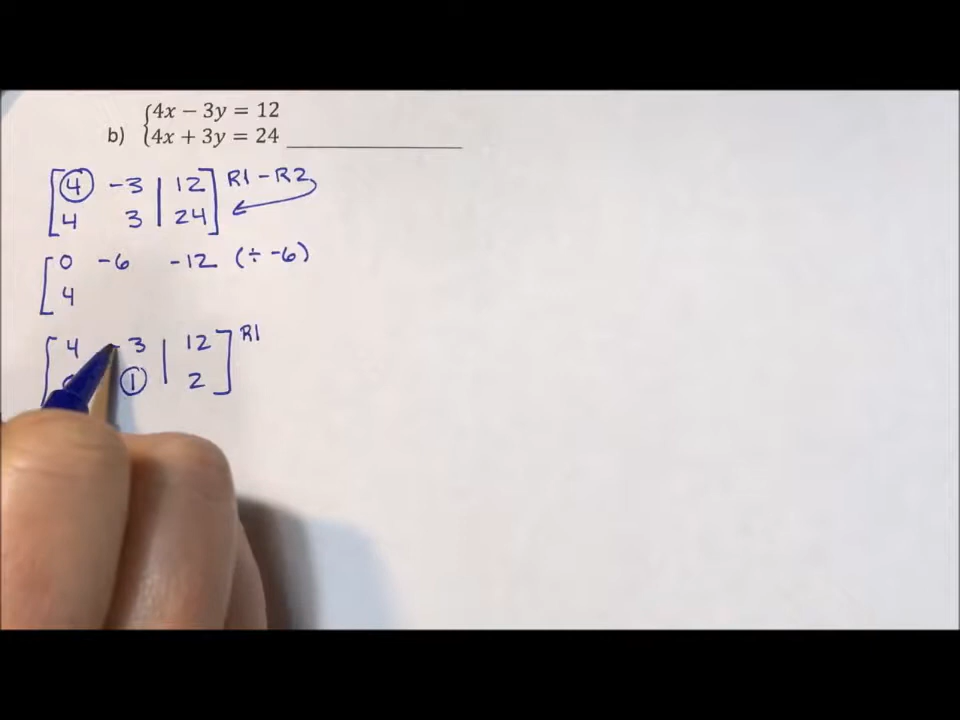 4x − 3y = 12
b) 4x + 3y = 24
4 -3 | 12 R1 - R2
4 3 | 24
0 -6 -12 (÷ -6)
4
4 - 3 | 12 R1
1 | 2